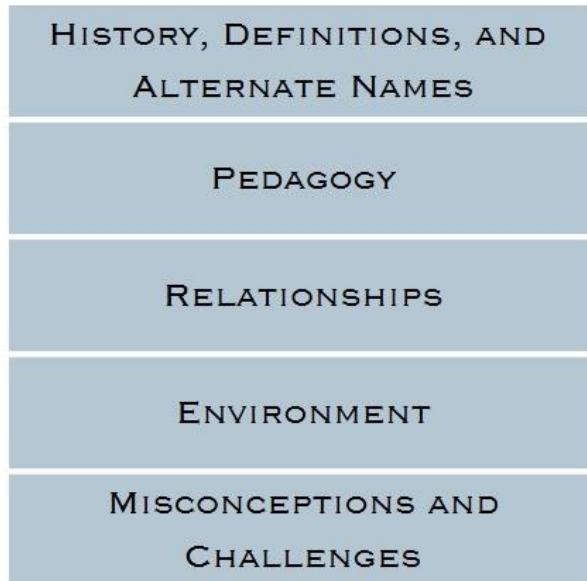 History, Definitions, and
Alternate Names
Pedagogy
Relationships
Environment
Misconceptions and
Challenges